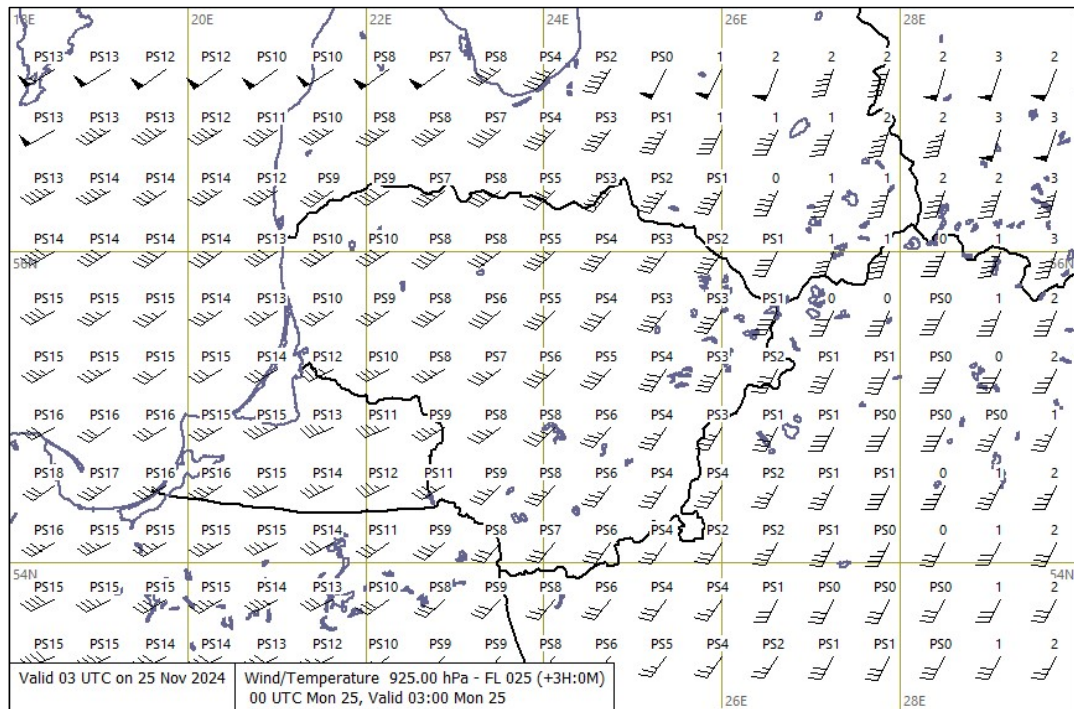 18E 20E 22E 24E 26E 28E
PS13 PS13 PS12 PS12 PS10 PS10 PS8 PS7 PS8 PS4 PS2 PS0 1 2 2 2 2 3 2
PS13 PS13 PS13 PS12 PS11 PS10 PS8 PS8 PS7 PS4 PS3 PS1 1 1 1 2 2 3 3
PS13 PS14 PS14 PS14 PS12 PS9 PS9 PS7 PS8 PS5 PS3 PS2 PS1 0 1 1 2 2 3
PS14 PS14 PS14 PS14 PS13 PS10 PS10 PS8 PS8 PS5 PS4 PS3 PS2 PS1 1 1 0 1 3
56N 56N
PS15 PS15 PS15 PS14 PS13 PS10 PS9 PS8 PS6 PS5 PS4 PS3 PS3 PS1 0 0 PS0 1 2
PS15 PS15 PS15 PS15 PS14 PS12 PS10 PS8 PS7 PS6 PS5 PS4 PS3 PS2 PS1 PS1 PS0 0 2
PS16 PS16 PS16 PS15 PS15 PS13 PS11 PS9 PS8 PS8 PS6 PS4 PS3 PS1 PS1 PS0 PS0 PS0 1
PS18 PS17 PS16 PS16 PS15 PS14 PS12 PS11 PS9 PS8 PS6 PS4 PS4 PS2 PS1 PS1 0 1 2
PS16 PS15 PS15 PS15 PS15 PS14 PS11 PS9 PS8 PS7 PS6 PS4 PS2 PS2 PS1 PS0 0 1 2
54N 54N
PS15 PS15 PS15 PS15 PS14 PS13 PS10 PS8 PS9 PS8 PS6 PS4 PS4 PS1 PS0 PS0 PS0 1 2
PS15 PS15 PS14 PS14 PS13 PS12 PS10 PS9 PS9 PS8 PS6 PS5 PS4 PS2 PS1 PS1 PS0 1 2
Valid 03 UTC on 25 Nov 2024
Wind/Temperature 925.00 hPa - FL 025 (+3H:0M)
00 UTC Mon 25, Valid 03:00 Mon 25
26E 28E